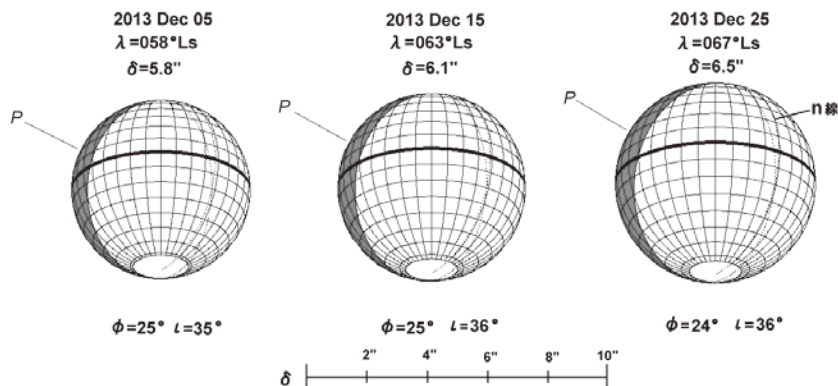 2013 Dec 05
λ=058°Ls
δ=5.8"
P
φ=25° ι=35°
2013 Dec 15
λ=063°Ls
δ=6.1"
P
φ=25° ι=36°
2013 Dec 25
λ=067°Ls
δ=6.5"
P
n線
φ=24° ι=36°
δ 2" 4" 6" 8" 10"